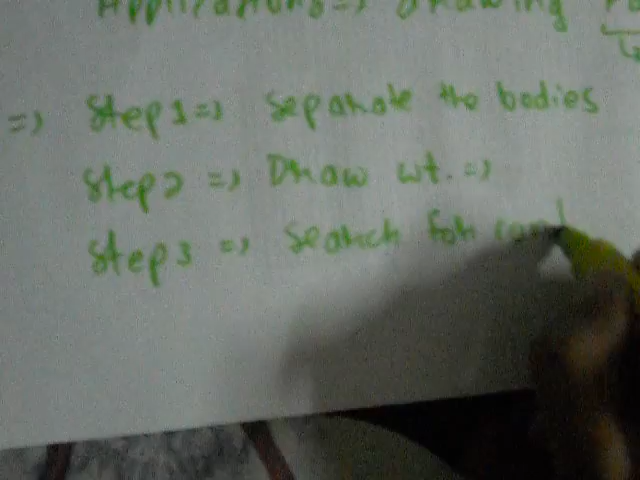 Applications => Drawing
=> Step 1 => Separate the bodies
Step 2 => Draw wt. =>
Step 3 => Search for